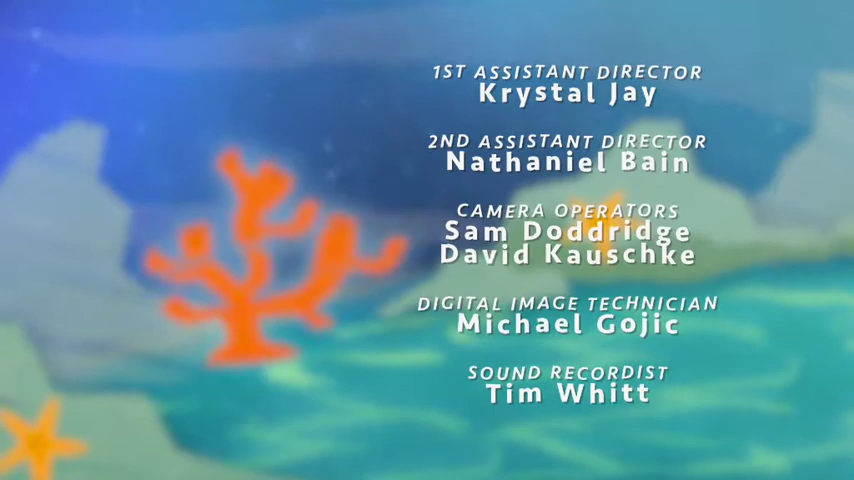 1ST ASSISTANT DIRECTOR
Krystal Jay
2ND ASSISTANT DIRECTOR
Nathaniel Bain
CAMERA OPERATORS
Sam Doddridge
David Kauschke
DIGITAL IMAGE TECHNICIAN
Michael Gojic
SOUND RECORDIST
Tim Whitt